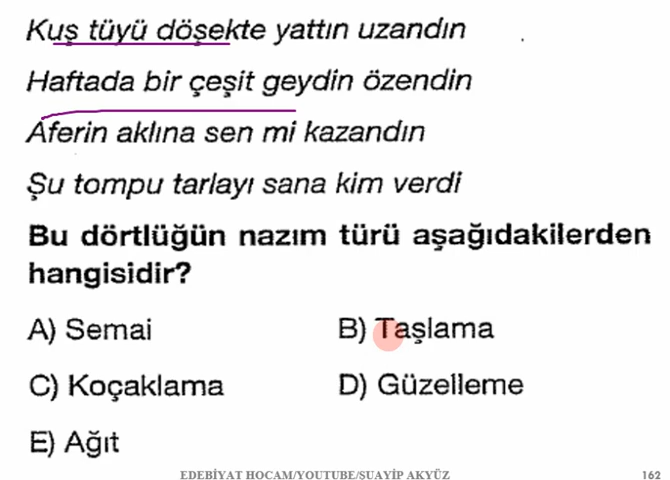 Kuş tüyü döşekte yattın uzandın
Haftada bir çeşit geydin özendin
Aferin aklına sen mi kazandın
Şu tompu tarlayı sana kim verdi
Bu dörtlüğün nazım türü aşağıdakilerden
hangisidir?
A) Semai
B) Taşlama
C) Koçaklama
D) Güzelleme
E) Ağıt
EDEBİYAT HOCAM/YOUTUBE/SUAYİP AKYÜZ
162